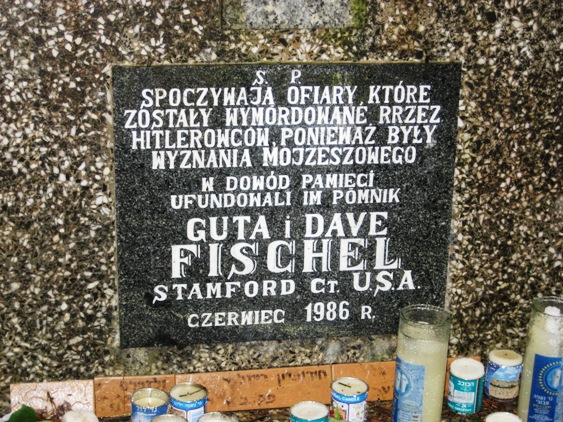 Ś. P.
SPOCZYWAJĄ OFIARY, KTÓRE
ZOSTAŁY WYMORDOWANE RRZEZ
HITLEROWCÓW, PONIEWAŻ BYŁY
WYZNANIA MOJŻESZOWEGO
W DOWÓD PAMIĘCI
UFUNDOWALI IM POMNIK
GUTA i DAVE
FISCHEL
STAMFORD CT. U.S.A.
CZERWIEC 1986 R.